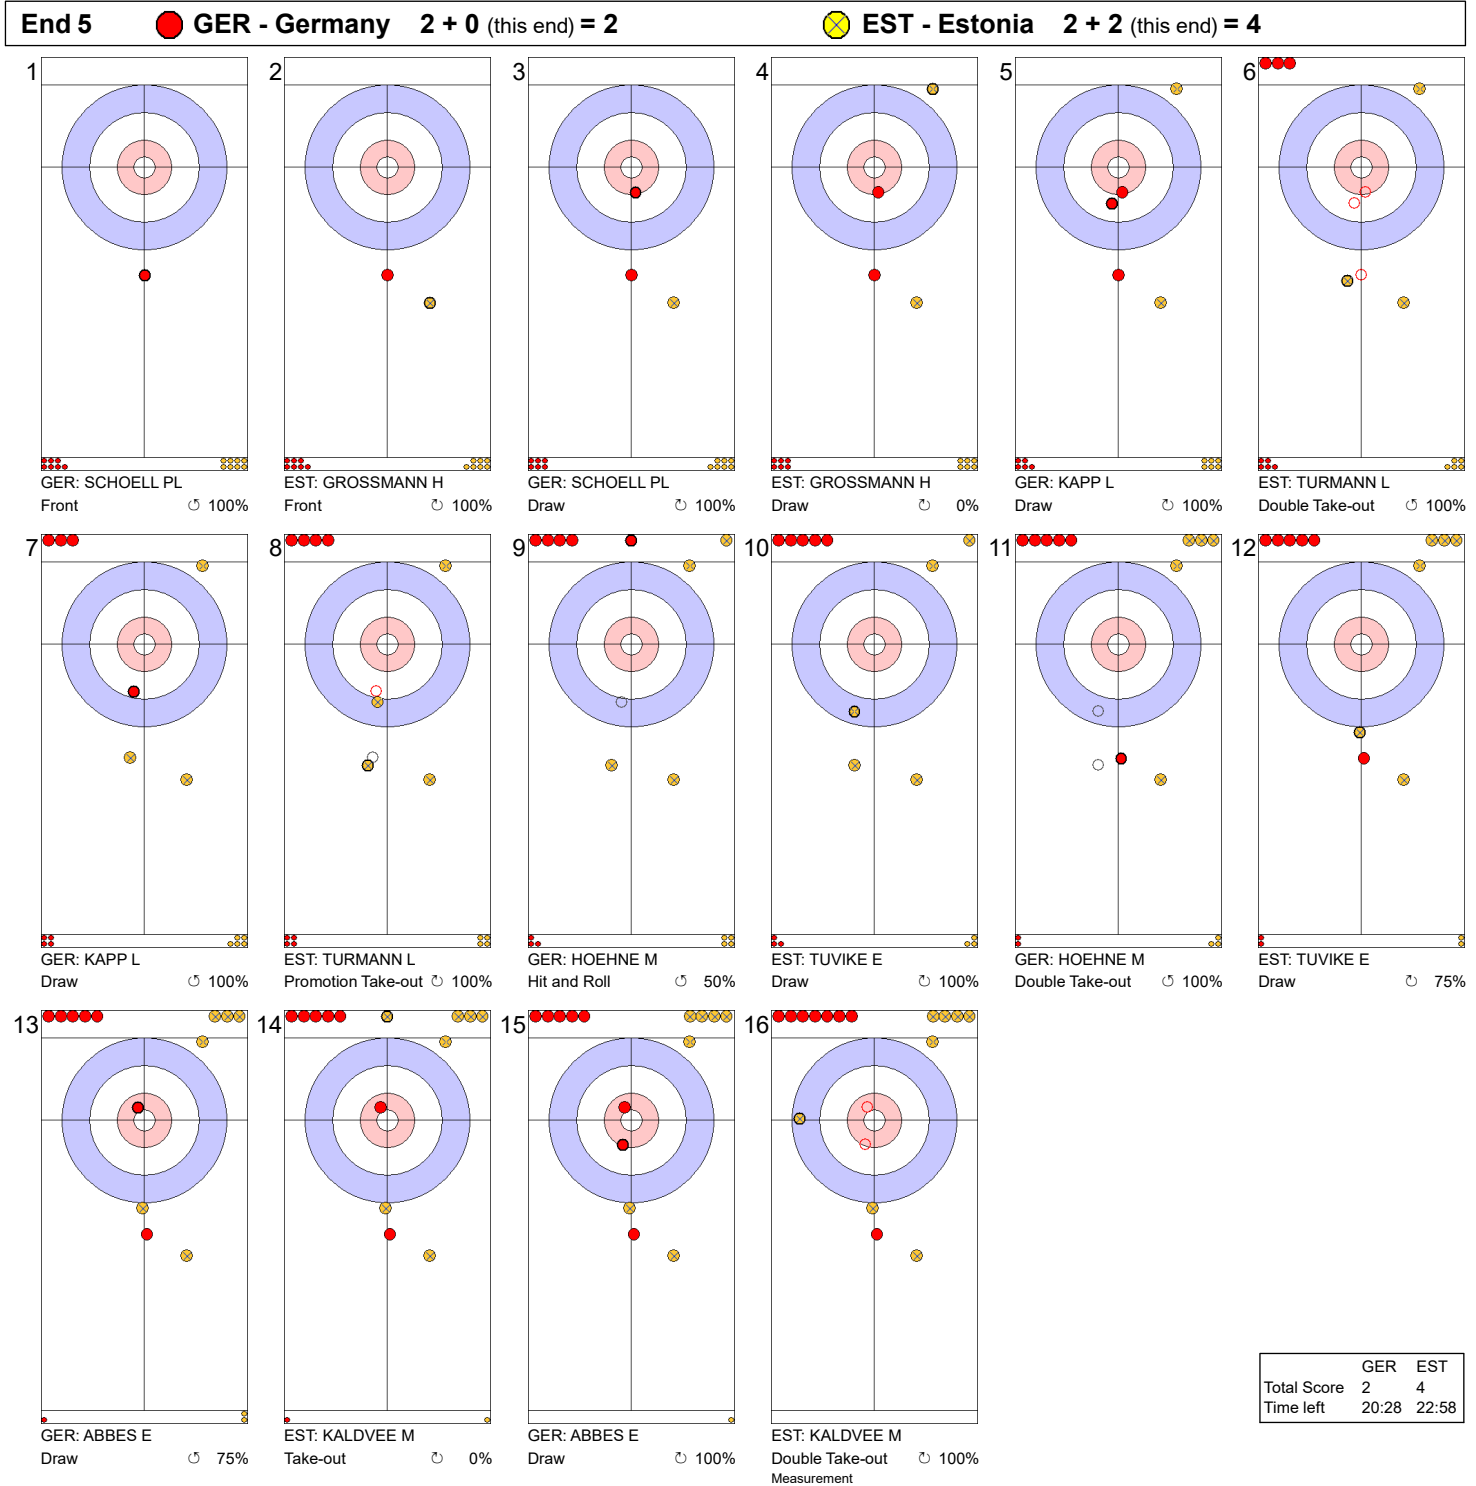 End 5 GER - Germany 2 + 0 (this end) = 2 EST - Estonia 2 + 2 (this end) = 4
1 2 3 4 5 6
GER: SCHOELL PL EST: GROSSMANN H GER: SCHOELL PL EST: GROSSMANN H GER: KAPP L EST: TURMANN L
Front ↺ 100% Front ↻ 100% Draw ↻ 100% Draw ↻ 0% Draw ↻ 100% Double Take-out ↺ 100%
7 8 9 10 11 12
GER: KAPP L EST: TURMANN L GER: HOEHNE M EST: TUVIKE E GER: HOEHNE M EST: TUVIKE E
Draw ↺ 100% Promotion Take-out ↻ 100% Hit and Roll ↺ 50% Draw ↻ 100% Double Take-out ↺ 100% Draw ↻ 75%
13 14 15 16
GER: ABBES E EST: KALDVEE M GER: ABBES E EST: KALDVEE M
Draw ↺ 75% Take-out ↻ 0% Draw ↻ 100% Double Take-out ↻ 100%
Measurement
GER EST
Total Score 2 4
Time left 20:28 22:58